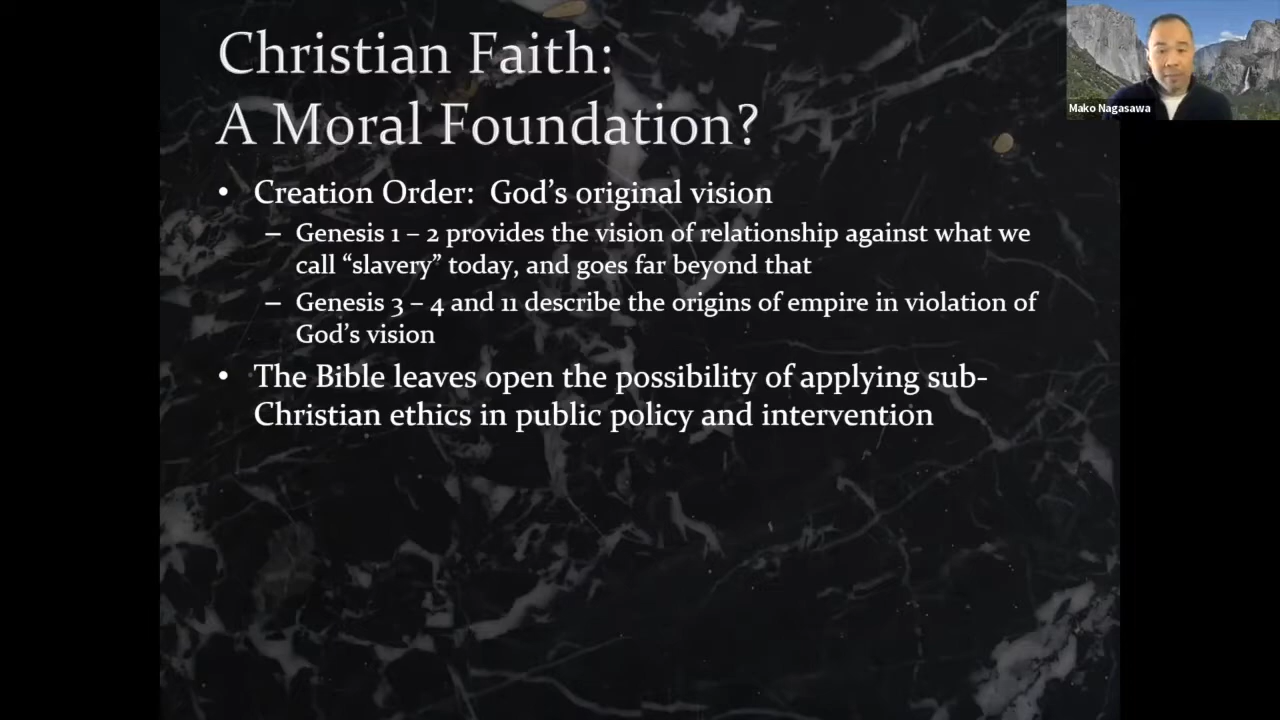 Christian Faith:
A Moral Foundation?
• Creation Order:  God’s original vision
– Genesis 1 – 2 provides the vision of relationship against what we
call “slavery” today, and goes far beyond that
– Genesis 3 – 4 and 11 describe the origins of empire in violation of
God’s vision
• The Bible leaves open the possibility of applying sub-
Christian ethics in public policy and intervention
Mako Nagasawa